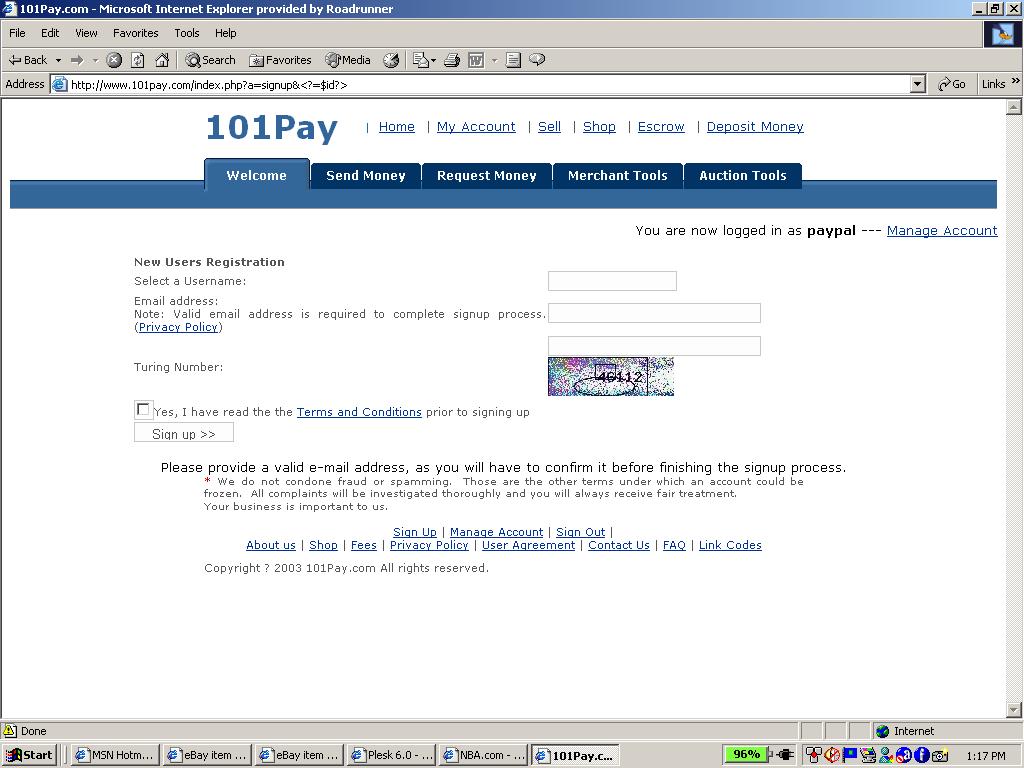 101Pay.com - Microsoft Internet Explorer provided by Roadrunner
File Edit View Favorites Tools Help
Back Search Favorites Media
Address http://www.101pay.com/index.php?a=signup&<?=$id?> Go Links »
101Pay | Home | My Account | Sell | Shop | Escrow | Deposit Money
Welcome Send Money Request Money Merchant Tools Auction Tools
You are now logged in as paypal --- Manage Account
New Users Registration
Select a Username:
Email address:
Note: Valid email address is required to complete signup process.
(Privacy Policy)
Turing Number:
Yes, I have read the the Terms and Conditions prior to signing up
Sign up >>
Please provide a valid e-mail address, as you will have to confirm it before finishing the signup process.
* We do not condone fraud or spamming. Those are the other terms under which an account could be
frozen. All complaints will be investigated thoroughly and you will always receive fair treatment.
Your business is important to us.
Sign Up | Manage Account | Sign Out |
About us | Shop | Fees | Privacy Policy | User Agreement | Contact Us | FAQ | Link Codes
Copyright ? 2003 101Pay.com All rights reserved.
Done Internet
Start MSN Hotm... eBay item ... eBay item ... Plesk 6.0 - ... NBA.com - ... 101Pay.c... 96% 1:17 PM